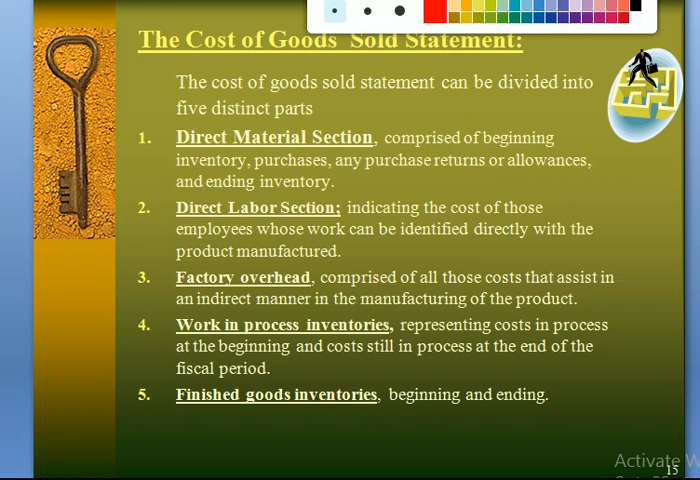 The Cost of Goods Sold Statement:
The cost of goods sold statement can be divided into
five distinct parts
1. Direct Material Section, comprised of beginning
inventory, purchases, any purchase returns or allowances,
and ending inventory.
2. Direct Labor Section; indicating the cost of those
employees whose work can be identified directly with the
product manufactured.
3. Factory overhead, comprised of all those costs that assist in
an indirect manner in the manufacturing of the product.
4. Work in process inventories, representing costs in process
at the beginning and costs still in process at the end of the
fiscal period.
5. Finished goods inventories, beginning and ending.
Activate W
15